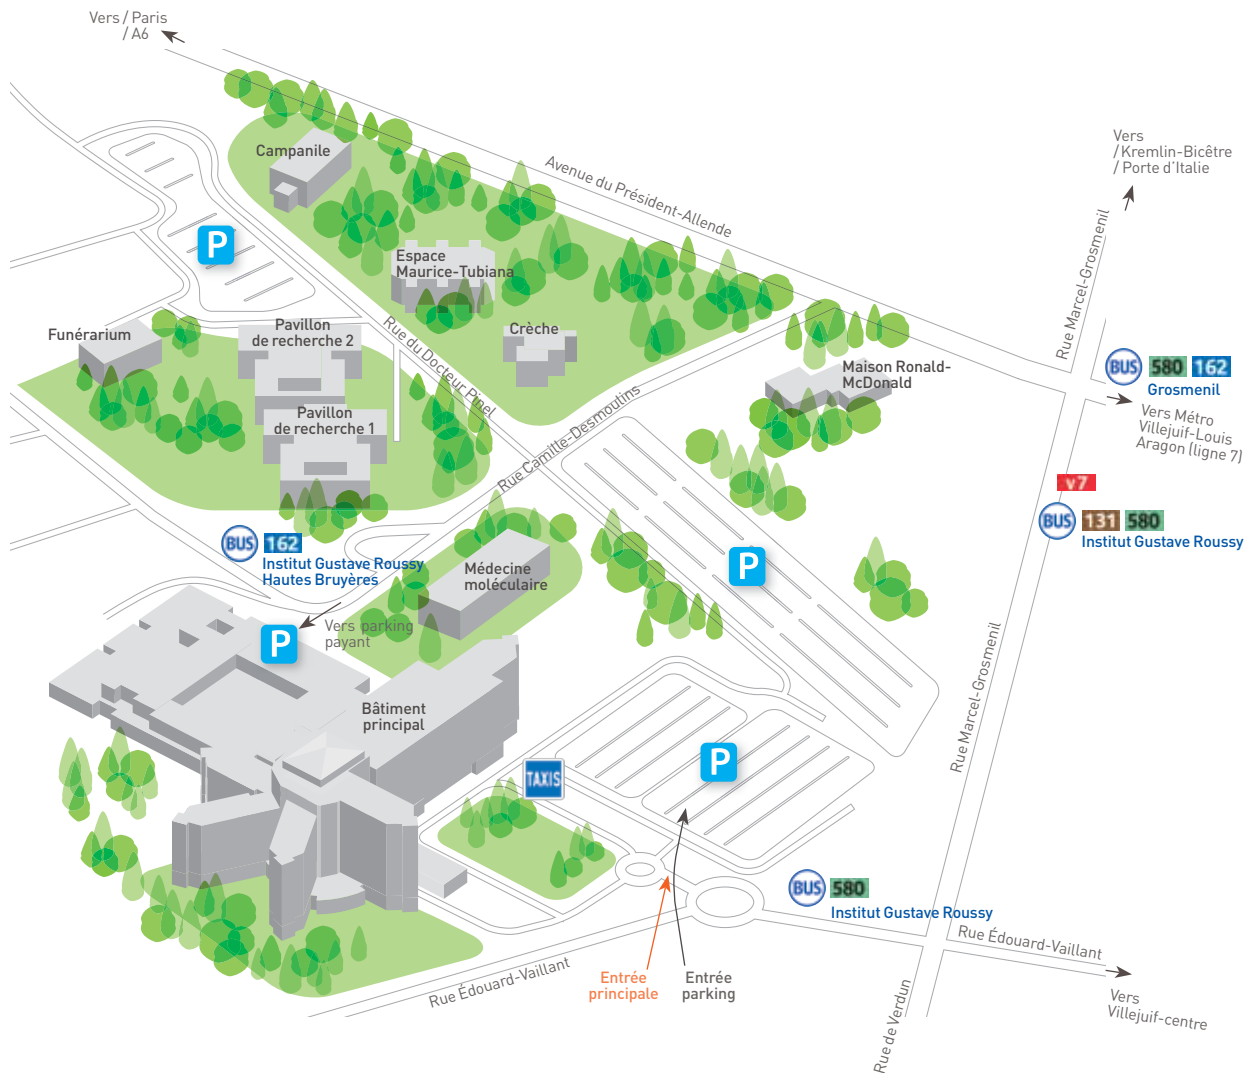 Vers / Paris
/ A6
Vers
/ Kremlin-Bicêtre
/ Porte d'Italie
Campanile
Avenue du Président-Allende
Rue Marcel-Grosmenil
P
Espace
Maurice-Tubiana
Funérarium
Pavillon
de recherche 2
Rue du Docteur Pinel
Crèche
Maison Ronald-
McDonald
BUS 580 162
Grosmenil
Vers Métro
Villejuif-Louis
Aragon (ligne 7)
Pavillon
de recherche 1
Rue Camille-Desmoulins
v7
BUS 131 580
Institut Gustave Roussy
BUS 162
Institut Gustave Roussy
Hautes Bruyères
Médecine
moléculaire
P
Vers parking
payant
P
Rue Marcel-Grosmenil
Bâtiment
principal
TAXIS
P
BUS 580
Institut Gustave Roussy
Rue Édouard-Vaillant
Rue Édouard-Vaillant
Entrée
principale
Entrée
parking
Rue de Verdun
Vers
Villejuif-centre